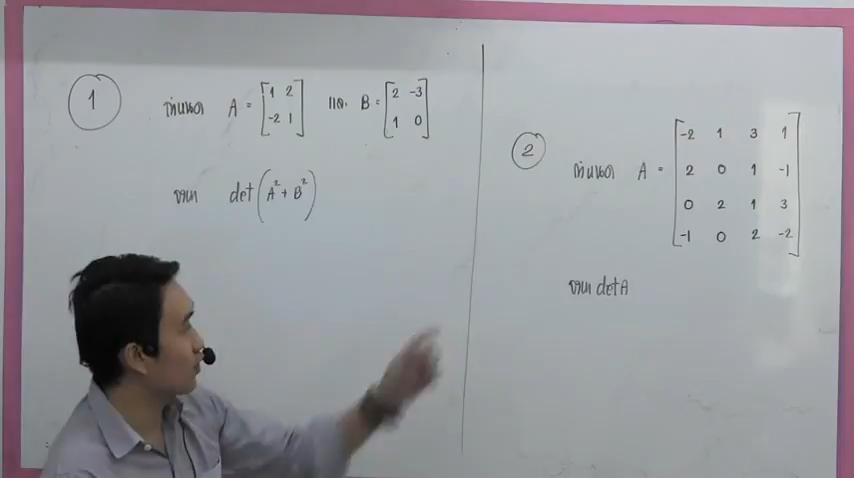 1
กำหนด A = [1 2 -2 1] และ B = [2 -3 1 0]
จงหา det(A² + B²)
2
กำหนด A = [-2 1 3 1
2 0 1 -1
0 2 1 3
-1 0 2 -2]
จงหา det A